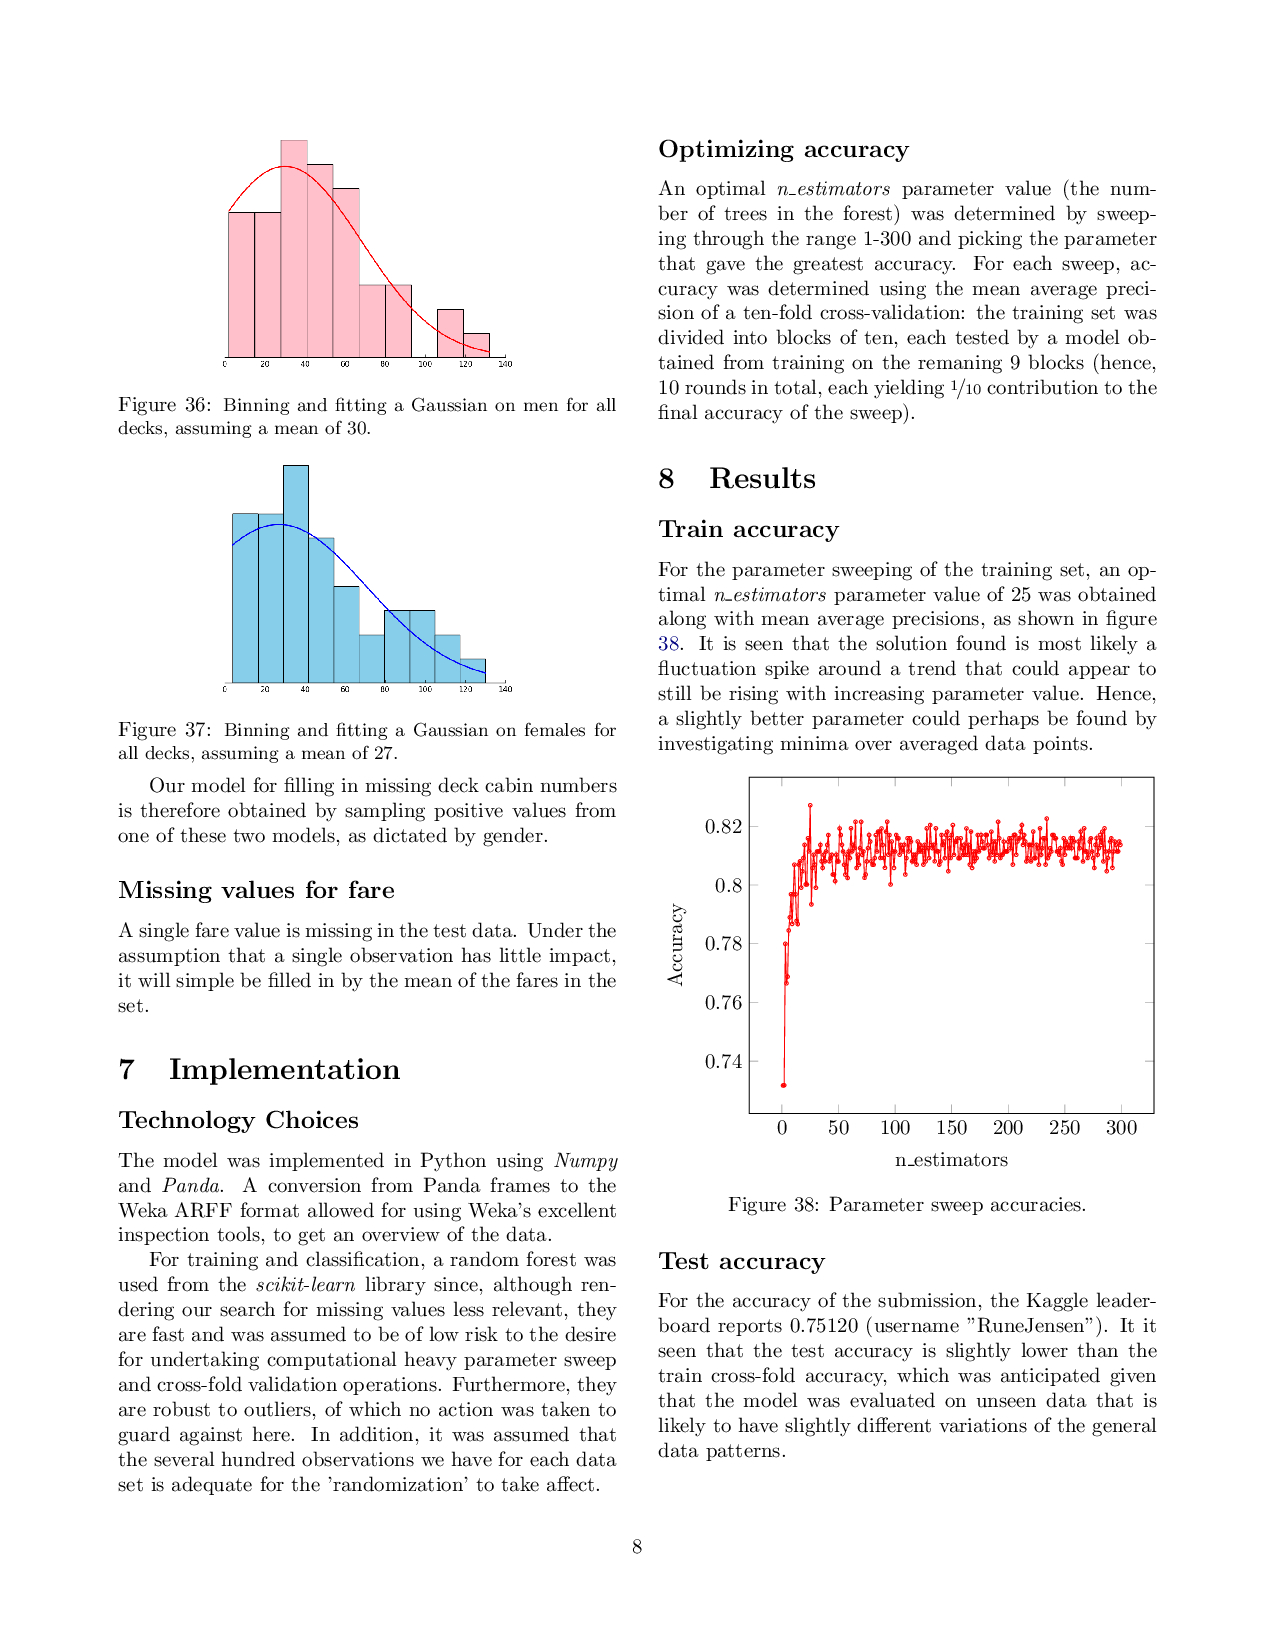 0 20 40 60 80 100 120 140
Figure 36: Binning and fitting a Gaussian on men for all
decks, assuming a mean of 30.
0 20 40 60 80 100 120 140
Figure 37: Binning and fitting a Gaussian on females for
all decks, assuming a mean of 27.
Our model for filling in missing deck cabin numbers
is therefore obtained by sampling positive values from
one of these two models, as dictated by gender.
Missing values for fare
A single fare value is missing in the test data. Under the
assumption that a single observation has little impact,
it will simple be filled in by the mean of the fares in the
set.
7 Implementation
Technology Choices
The model was implemented in Python using Numpy
and Panda. A conversion from Panda frames to the
Weka ARFF format allowed for using Weka's excellent
inspection tools, to get an overview of the data.
For training and classification, a random forest was
used from the scikit-learn library since, although ren-
dering our search for missing values less relevant, they
are fast and was assumed to be of low risk to the desire
for undertaking computational heavy parameter sweep
and cross-fold validation operations. Furthermore, they
are robust to outliers, of which no action was taken to
guard against here. In addition, it was assumed that
the several hundred observations we have for each data
set is adequate for the 'randomization' to take affect.
Optimizing accuracy
An optimal n_estimators parameter value (the num-
ber of trees in the forest) was determined by sweep-
ing through the range 1-300 and picking the parameter
that gave the greatest accuracy. For each sweep, ac-
curacy was determined using the mean average preci-
sion of a ten-fold cross-validation: the training set was
divided into blocks of ten, each tested by a model ob-
tained from training on the remaning 9 blocks (hence,
10 rounds in total, each yielding 1/10 contribution to the
final accuracy of the sweep).
8 Results
Train accuracy
For the parameter sweeping of the training set, an op-
timal n_estimators parameter value of 25 was obtained
along with mean average precisions, as shown in figure
38. It is seen that the solution found is most likely a
fluctuation spike around a trend that could appear to
still be rising with increasing parameter value. Hence,
a slightly better parameter could perhaps be found by
investigating minima over averaged data points.
0.82
0.8
0.78
0.76
0.74
Accuracy
0 50 100 150 200 250 300
n_estimators
Figure 38: Parameter sweep accuracies.
Test accuracy
For the accuracy of the submission, the Kaggle leader-
board reports 0.75120 (username "RuneJensen"). It it
seen that the test accuracy is slightly lower than the
train cross-fold accuracy, which was anticipated given
that the model was evaluated on unseen data that is
likely to have slightly different variations of the general
data patterns.
8